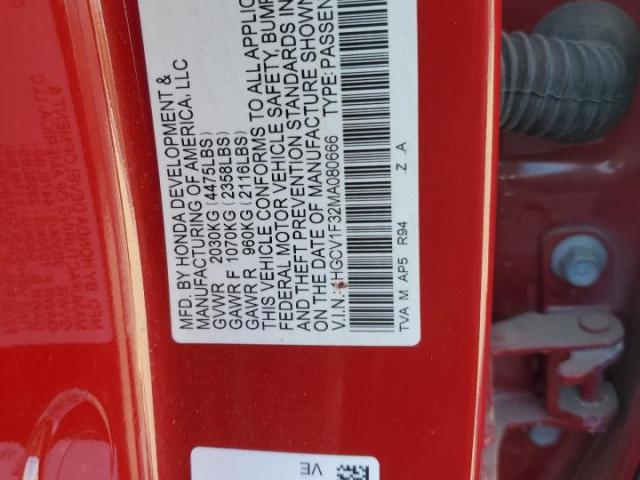 MFD. BY HONDA DEVELOPMENT &
MANUFACTURING OF AMERICA, LLC
GVWR 2030KG (4475LBS)
GAWR F 1070KG (2358LBS)
GAWR R 960KG (2116LBS)
THIS VEHICLE CONFORMS TO ALL APPLIC
FEDERAL MOTOR VEHICLE SAFETY, BUMP
AND THEFT PREVENTION STANDARDS IN
ON THE DATE OF MANUFACTURE SHOWN
V.I.N.: 1HGCV1F32MA080666 TYPE: PASSEN
TVA M AP5 R94 Z A
VE